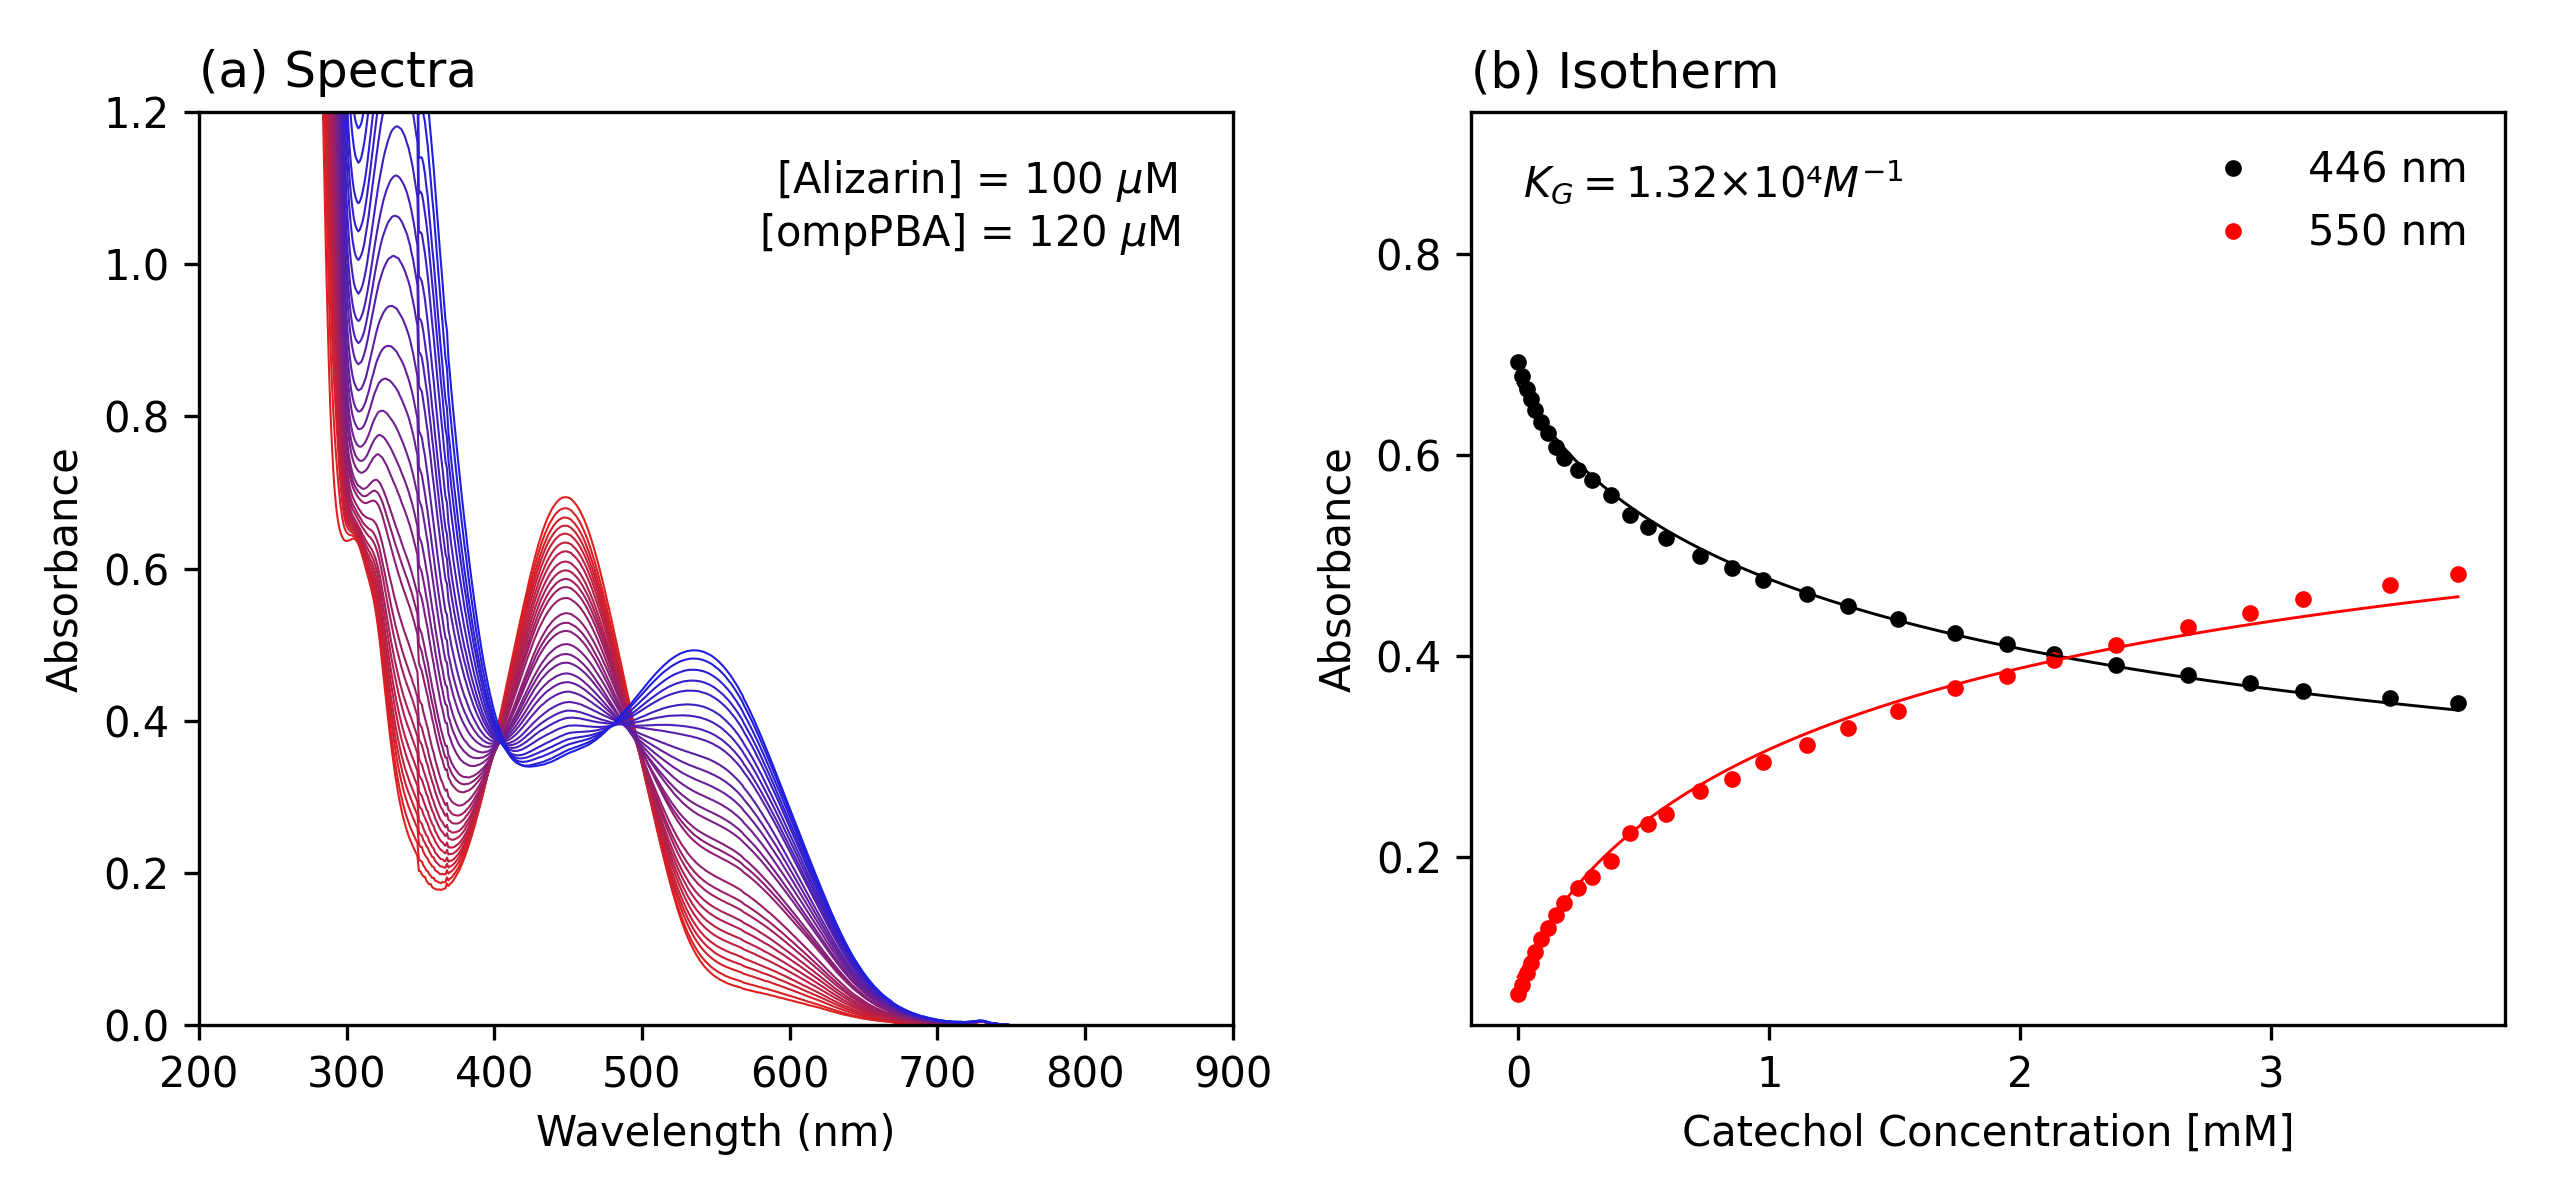 (a) Spectra
[Alizarin] = 100 μM
[ompPBA] = 120 μM
Absorbance
1.2
1.0
0.8
0.6
0.4
0.2
0.0
200 300 400 500 600 700 800 900
Wavelength (nm)
(b) Isotherm
K_G = 1.32×10⁴M⁻¹
446 nm
550 nm
Absorbance
0.8
0.6
0.4
0.2
0 1 2 3
Catechol Concentration [mM]